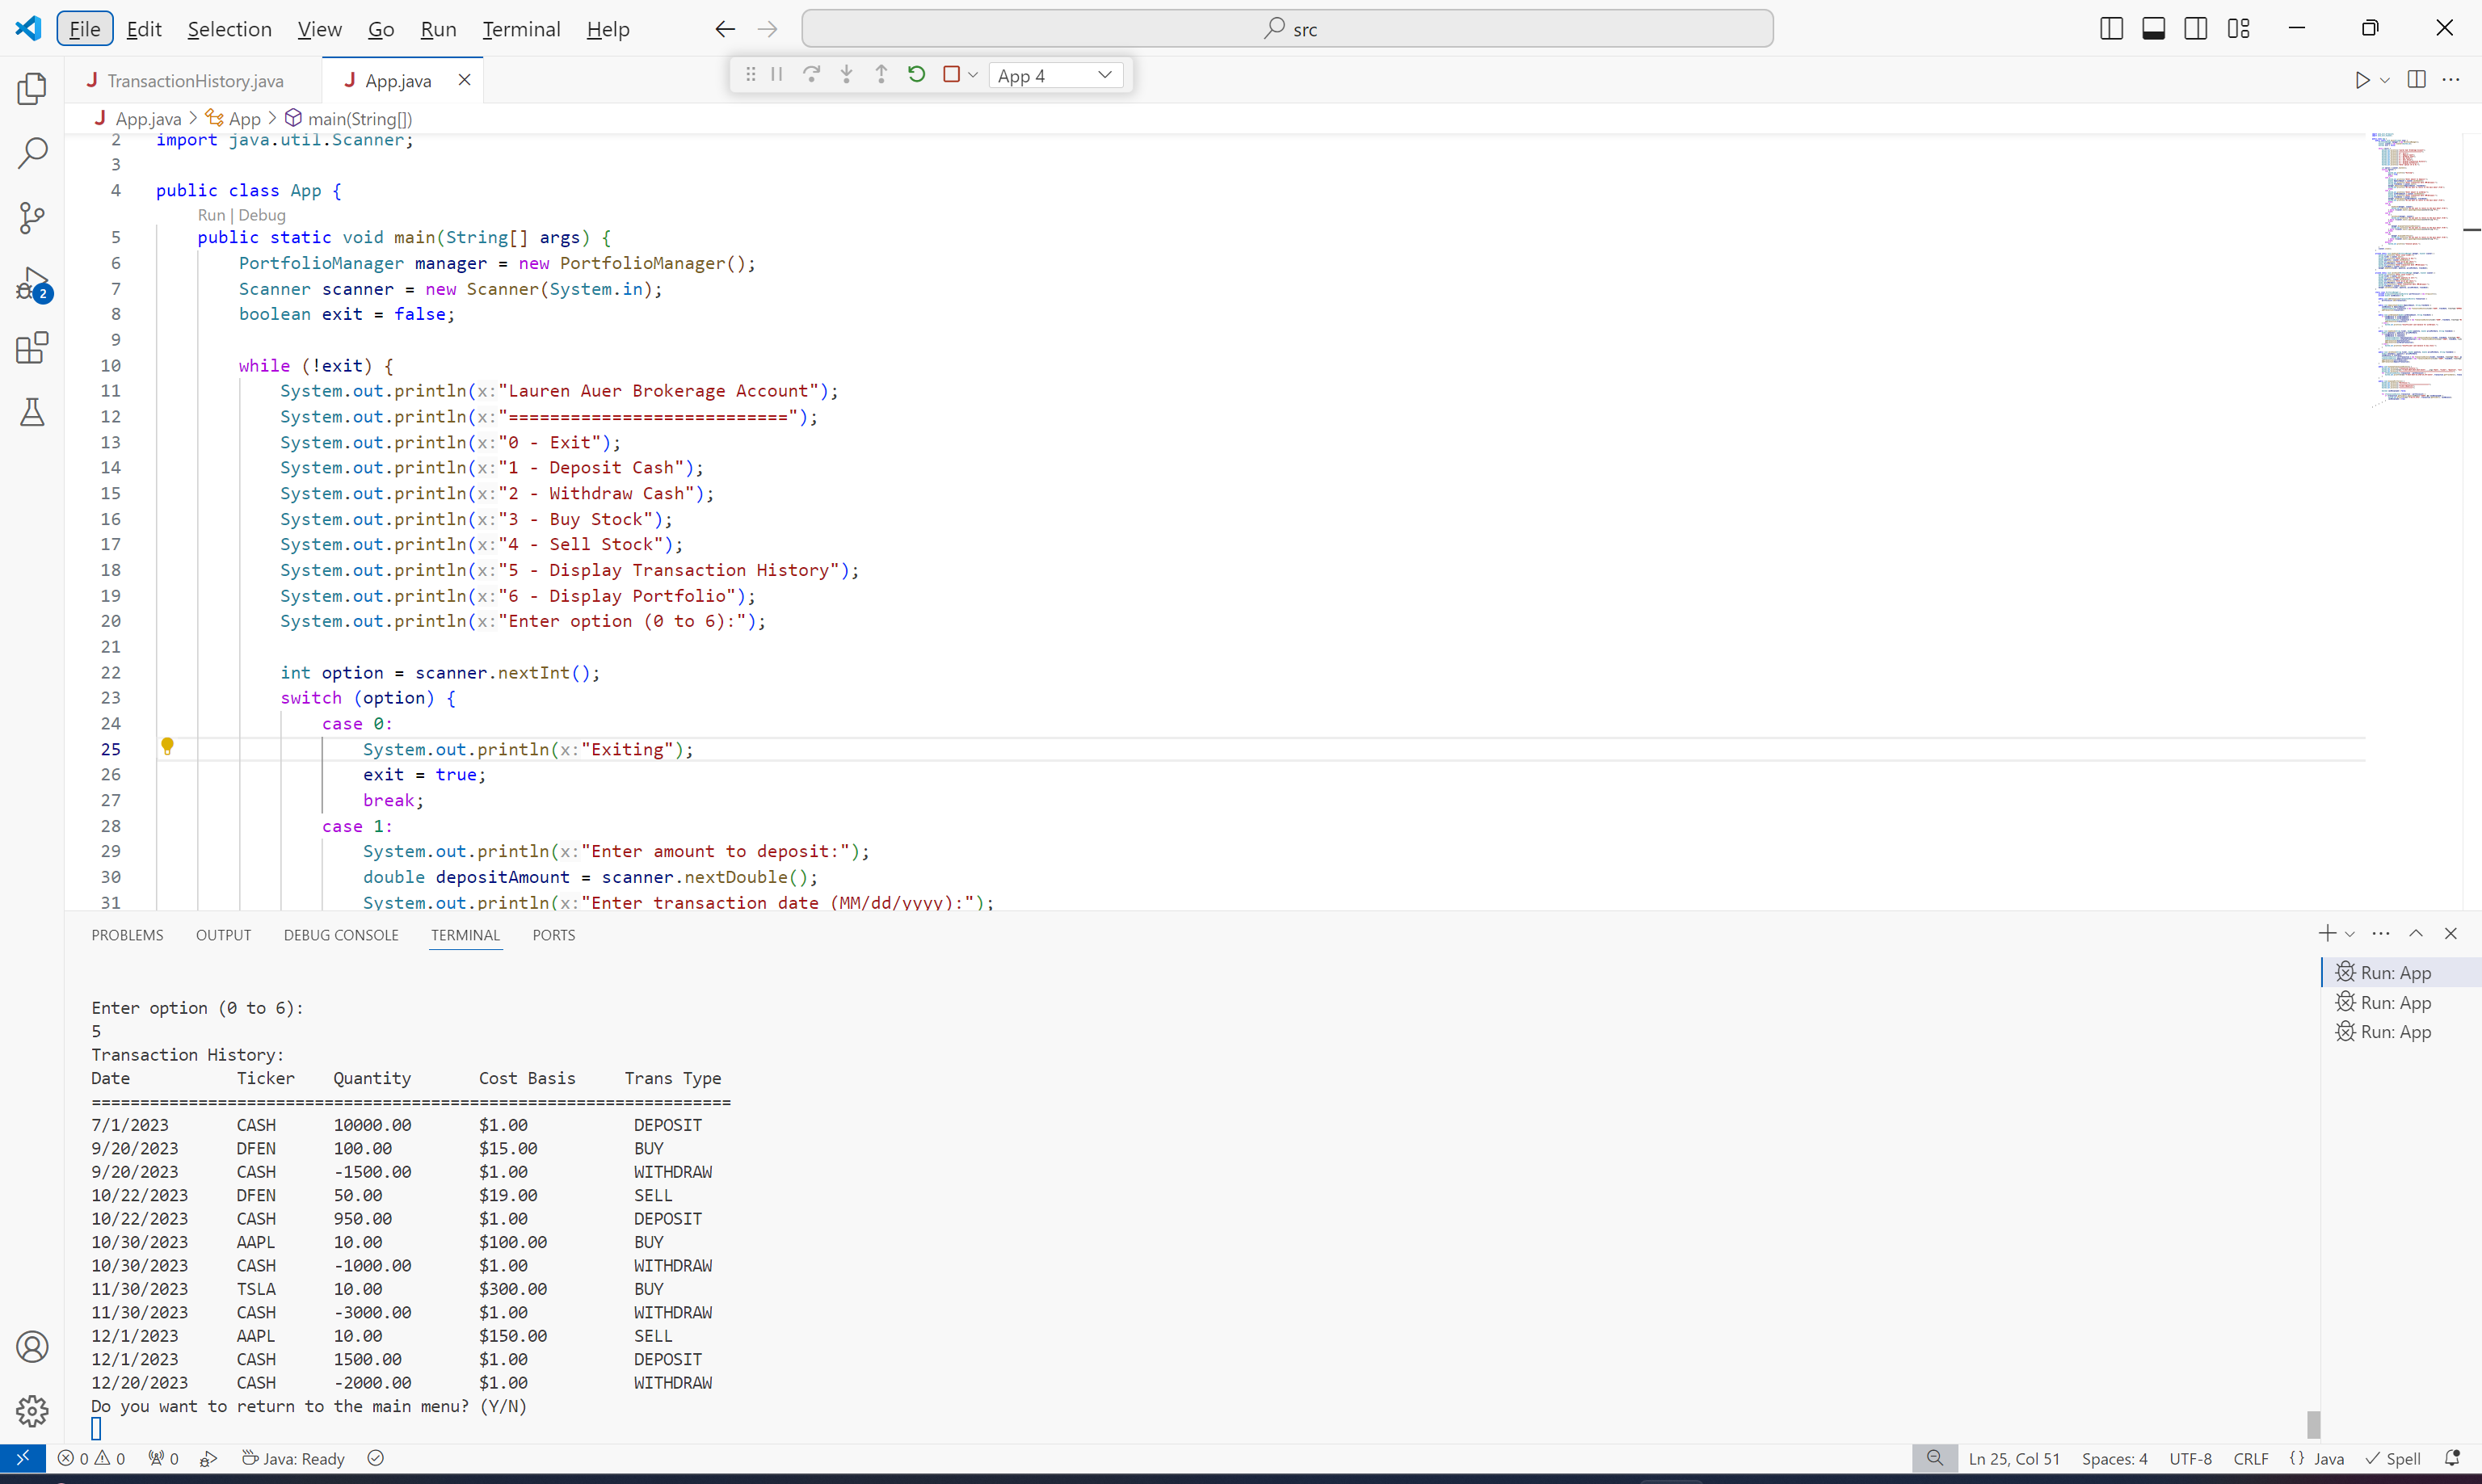 File Edit Selection View Go Run Terminal Help
src
TransactionHistory.java
App.java
App 4
App.java > App > main(String[])
2 import java.util.Scanner;
3
4 public class App {
Run | Debug
5 public static void main(String[] args) {
6 PortfolioManager manager = new PortfolioManager();
7 Scanner scanner = new Scanner(System.in);
8 boolean exit = false;
9
10 while (!exit) {
11 System.out.println(x:"Lauren Auer Brokerage Account");
12 System.out.println(x:"===========================");
13 System.out.println(x:"0 - Exit");
14 System.out.println(x:"1 - Deposit Cash");
15 System.out.println(x:"2 - Withdraw Cash");
16 System.out.println(x:"3 - Buy Stock");
17 System.out.println(x:"4 - Sell Stock");
18 System.out.println(x:"5 - Display Transaction History");
19 System.out.println(x:"6 - Display Portfolio");
20 System.out.println(x:"Enter option (0 to 6):");
21
22 int option = scanner.nextInt();
23 switch (option) {
24 case 0:
25 System.out.println(x:"Exiting");
26 exit = true;
27 break;
28 case 1:
29 System.out.println(x:"Enter amount to deposit:");
30 double depositAmount = scanner.nextDouble();
31 System.out.println(x:"Enter transaction date (MM/dd/yyyy):");
2
PROBLEMS OUTPUT DEBUG CONSOLE TERMINAL PORTS
Run: App
Run: App
Run: App
Enter option (0 to 6):
5
Transaction History:
Date Ticker Quantity Cost Basis Trans Type
==================================================================
7/1/2023 CASH 10000.00 $1.00 DEPOSIT
9/20/2023 DFEN 100.00 $15.00 BUY
9/20/2023 CASH -1500.00 $1.00 WITHDRAW
10/22/2023 DFEN 50.00 $19.00 SELL
10/22/2023 CASH 950.00 $1.00 DEPOSIT
10/30/2023 AAPL 10.00 $100.00 BUY
10/30/2023 CASH -1000.00 $1.00 WITHDRAW
11/30/2023 TSLA 10.00 $300.00 BUY
11/30/2023 CASH -3000.00 $1.00 WITHDRAW
12/1/2023 AAPL 10.00 $150.00 SELL
12/1/2023 CASH 1500.00 $1.00 DEPOSIT
12/20/2023 CASH -2000.00 $1.00 WITHDRAW
Do you want to return to the main menu? (Y/N)
0 0 0 Java: Ready Ln 25, Col 51 Spaces: 4 UTF-8 CRLF {} Java Spell